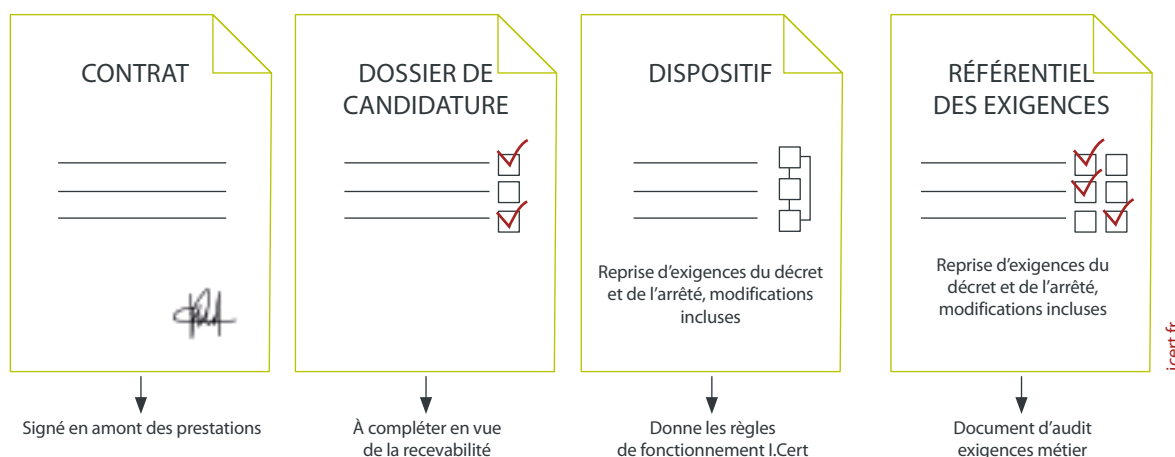 CONTRAT
Signé en amont des prestations
DOSSIER DE
CANDIDATURE
À compléter en vue
de la recevabilité
DISPOSITIF
Reprise d'exigences du décret
et de l'arrêté, modifications
incluses
Donne les règles
de fonctionnement I.Cert
RÉFÉRENTIEL
DES EXIGENCES
Reprise d'exigences du
décret et de l'arrêté,
modifications incluses
Document d'audit
exigences métier
icert.fr